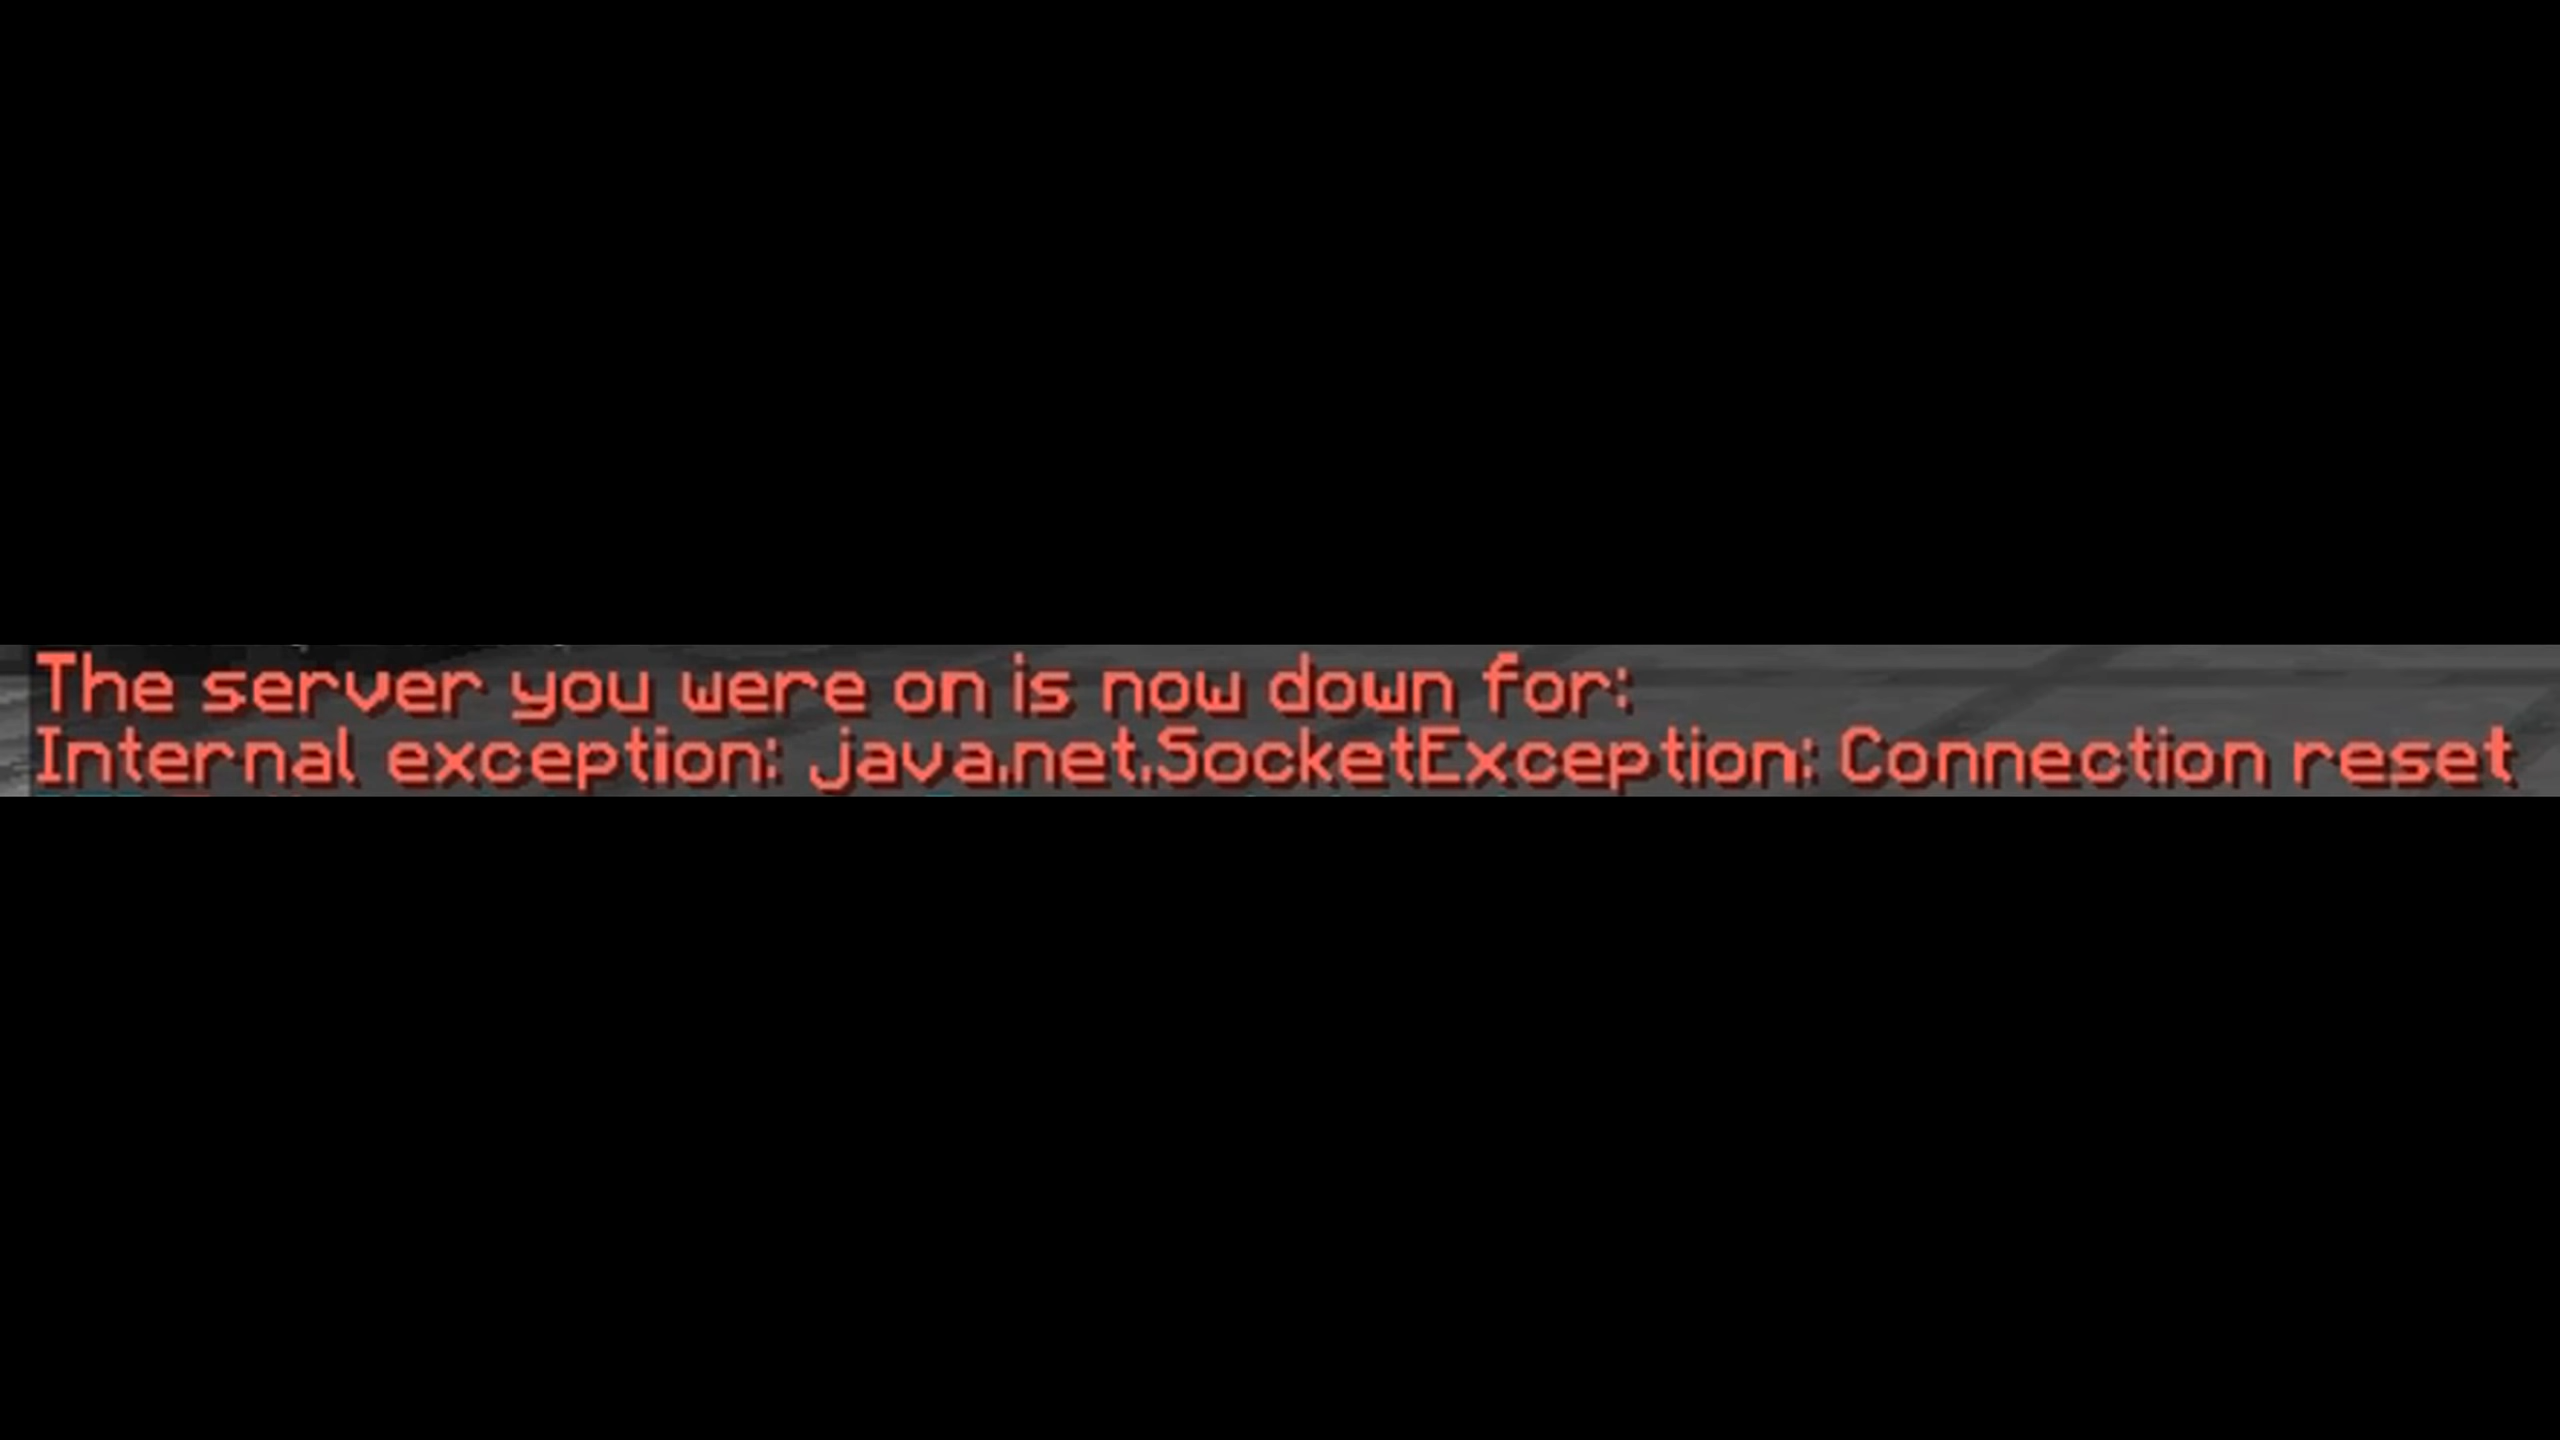 The server you were on is now down for:
Internal exception: java.net.SocketException: Connection reset